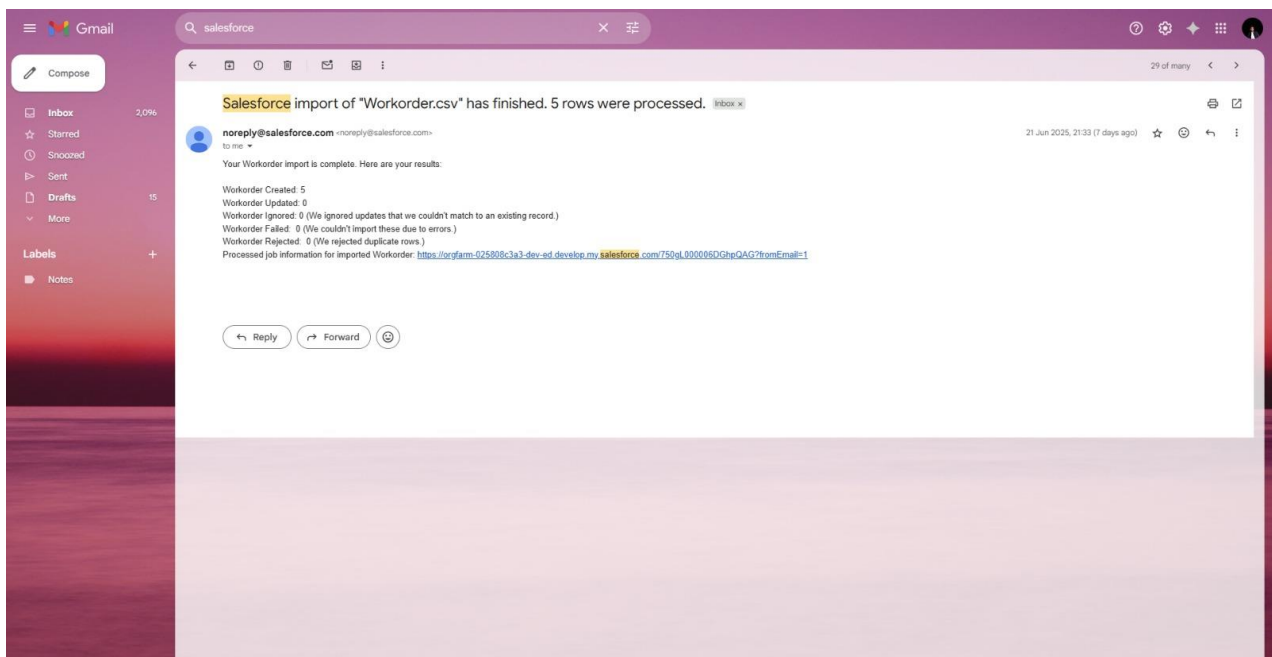 Gmail
salesforce
Compose
29 of many
Inbox 2,096
Starred
Snoozed
Sent
Drafts 15
More
Labels
Notes
Salesforce import of "Workorder.csv" has finished. 5 rows were processed. Inbox x
noreply@salesforce.com <noreply@salesforce.com>
21 Jun 2025, 21:33 (7 days ago)
to me
Your Workorder import is complete. Here are your results:
Workorder Created: 5
Workorder Updated: 0
Workorder Ignored: 0 (We ignored updates that we couldn't match to an existing record.)
Workorder Failed: 0 (We couldn't import these due to errors.)
Workorder Rejected: 0 (We rejected duplicate rows.)
Processed job information for imported Workorder: https://orgfarm-025808c3a3-dev-ed.develop.my.salesforce.com/750gL000006DGhpQAG?fromEmail=1
Reply
Forward